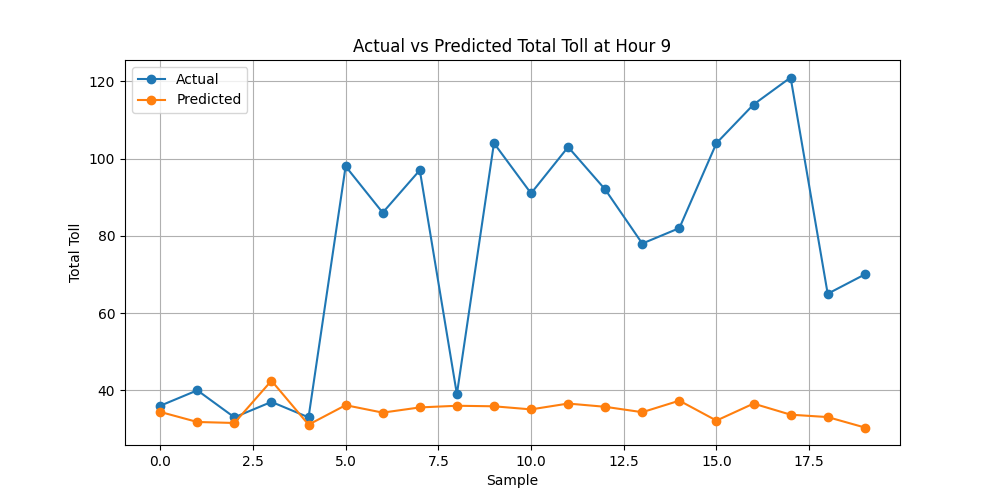 Actual vs Predicted Total Toll at Hour 9
Actual
Predicted
120
100
80
60
40
Total Toll
0.0 2.5 5.0 7.5 10.0 12.5 15.0 17.5
Sample